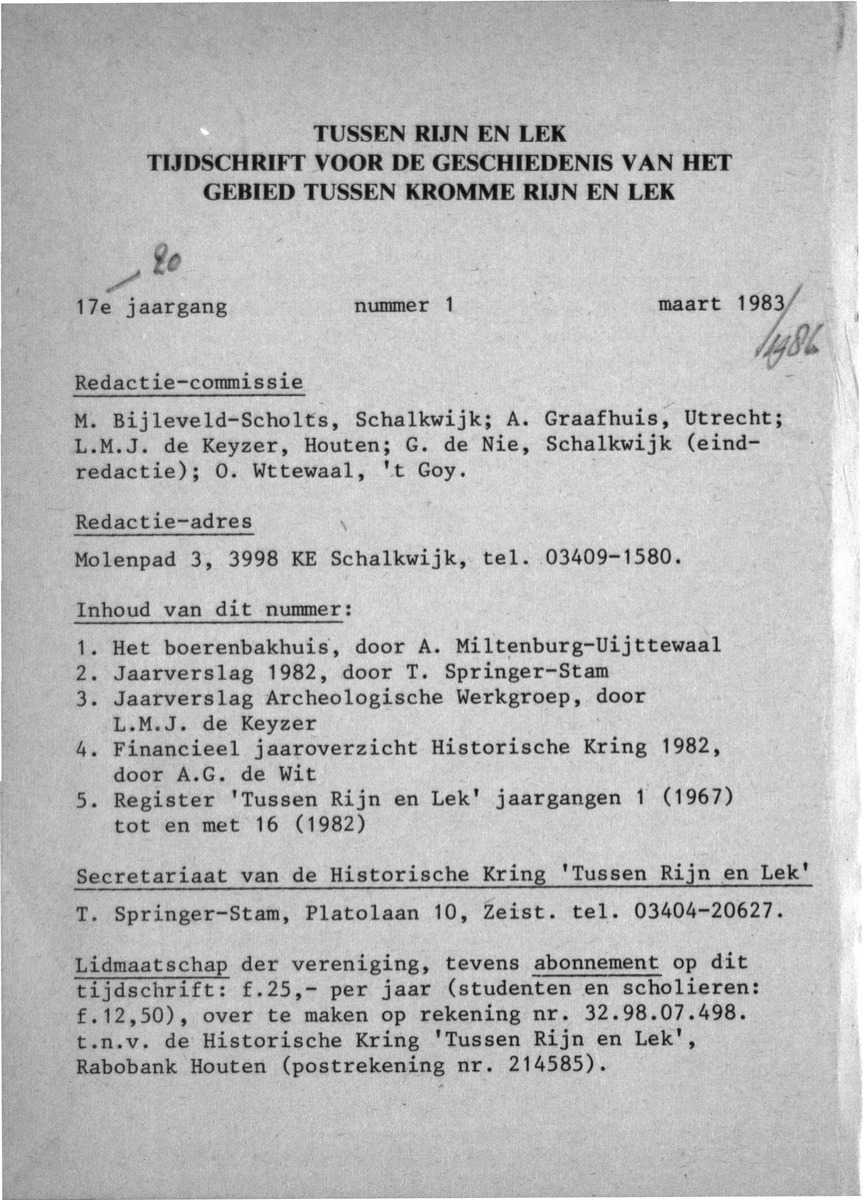 TUSSEN RIJN EN LEK
TIJDSCHRIFT VOOR DE GESCHIEDENIS VAN HET
GEBIED TUSSEN KROMME RIJN EN LEK
20
17e jaargang nummer 1 maart 1983/
/1986
Redactie-commissie
M. Bijleveld-Scholts, Schalkwijk; A. Graafhuis, Utrecht;
L.M.J. de Keyzer, Houten; G. de Nie, Schalkwijk (eind-
redactie); O. Wttewaal, 't Goy.
Redactie-adres
Molenpad 3, 3998 KE Schalkwijk, tel. 03409-1580.
Inhoud van dit nummer:
1. Het boerenbakhuis, door A. Miltenburg-Uijttewaal
2. Jaarverslag 1982, door T. Springer-Stam
3. Jaarverslag Archeologische Werkgroep, door
L.M.J. de Keyzer
4. Financieel jaaroverzicht Historische Kring 1982,
door A.G. de Wit
5. Register 'Tussen Rijn en Lek' jaargangen 1 (1967)
tot en met 16 (1982)
Secretariaat van de Historische Kring 'Tussen Rijn en Lek'
T. Springer-Stam, Platolaan 10, Zeist. tel. 03404-20627.
Lidmaatschap der vereniging, tevens abonnement op dit
tijdschrift: f.25,- per jaar (studenten en scholieren:
f.12,50), over te maken op rekening nr. 32.98.07.498.
t.n.v. de Historische Kring 'Tussen Rijn en Lek',
Rabobank Houten (postrekening nr. 214585).